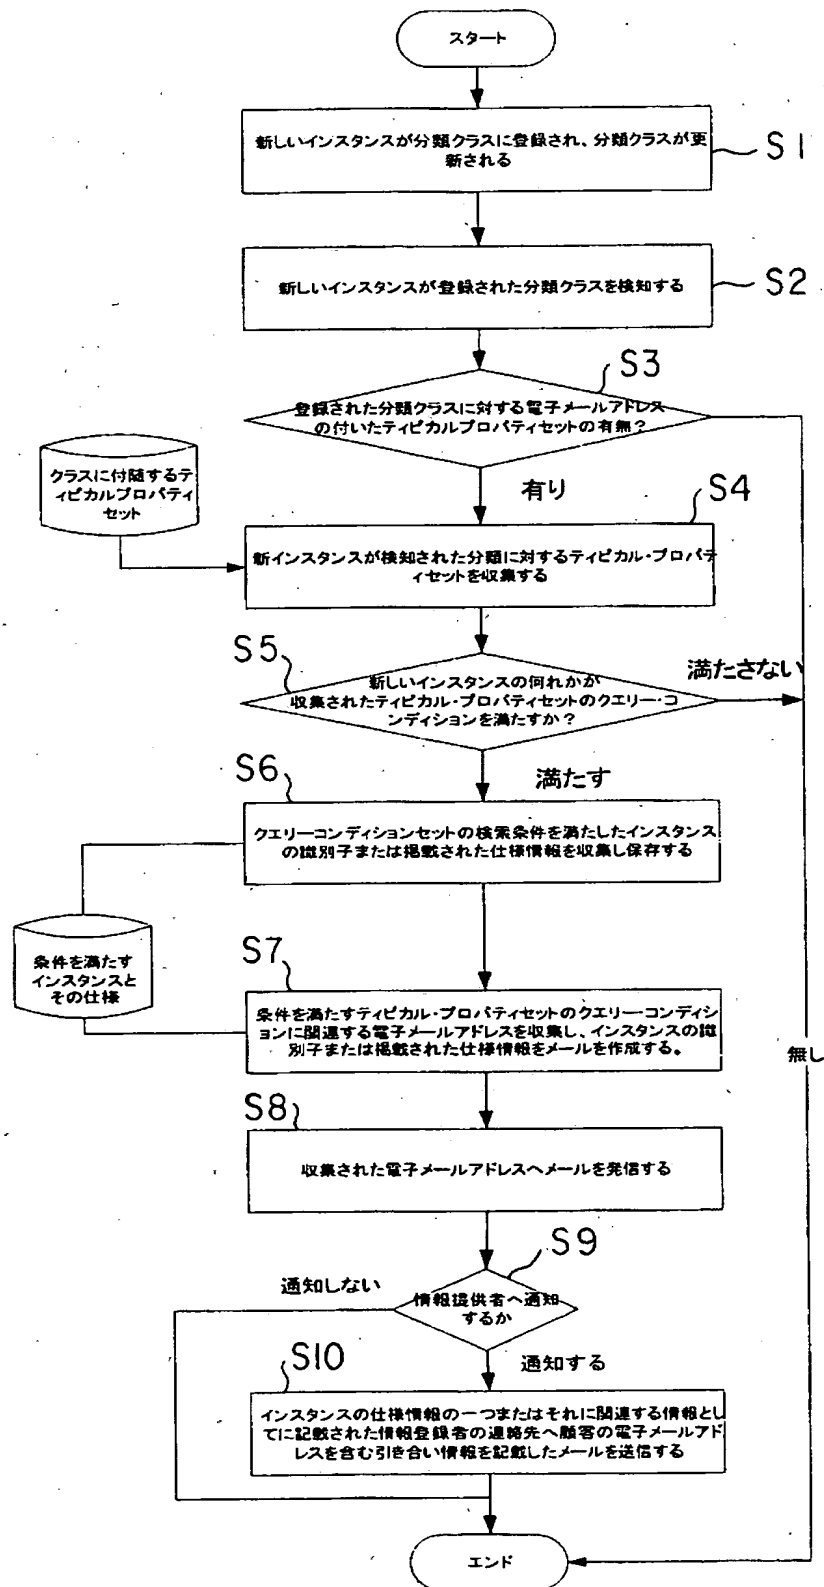 スタート
新しいインスタンスが分類クラスに登録され、分類クラスが更
新される
S1
新しいインスタンスが登録された分類クラスを検知する
S2
S3
登録された分類クラスに対する電子メールアドレス
の付いたティピカルプロパティセットの有無?
クラスに付随するテ
ィピカルプロパティ
セット
有り
S4
新インスタンスが検知された分類に対するティピカル・プロパテ
ィセットを収集する
S5
新しいインスタンスの何れかが
収集されたティピカル・プロパティセットのクエリー・コ
ンディションを満たすか?
満たさない
満たす
S6
クエリーコンディションセットの検索条件を満たしたインスタンス
の識別子または掲載された仕様情報を収集し保存する
条件を満たす
インスタンスと
その仕様
S7
条件を満たすティピカル・プロパティセットのクエリー・コンディシ
ョンに関連する電子メールアドレスを収集し、インスタンスの識
別子または掲載された仕様情報をメールを作成する。
無し
S8
収集された電子メールアドレスへメールを発信する
S9
情報提供者へ通知
するか
通知しない
通知する
S10
インスタンスの仕様情報の一つまたはそれに関連する情報とし
てに記載された情報登録者の連絡先へ顧客の電子メールアド
レスを含む引き合い情報を記載したメールを送信する
エンド